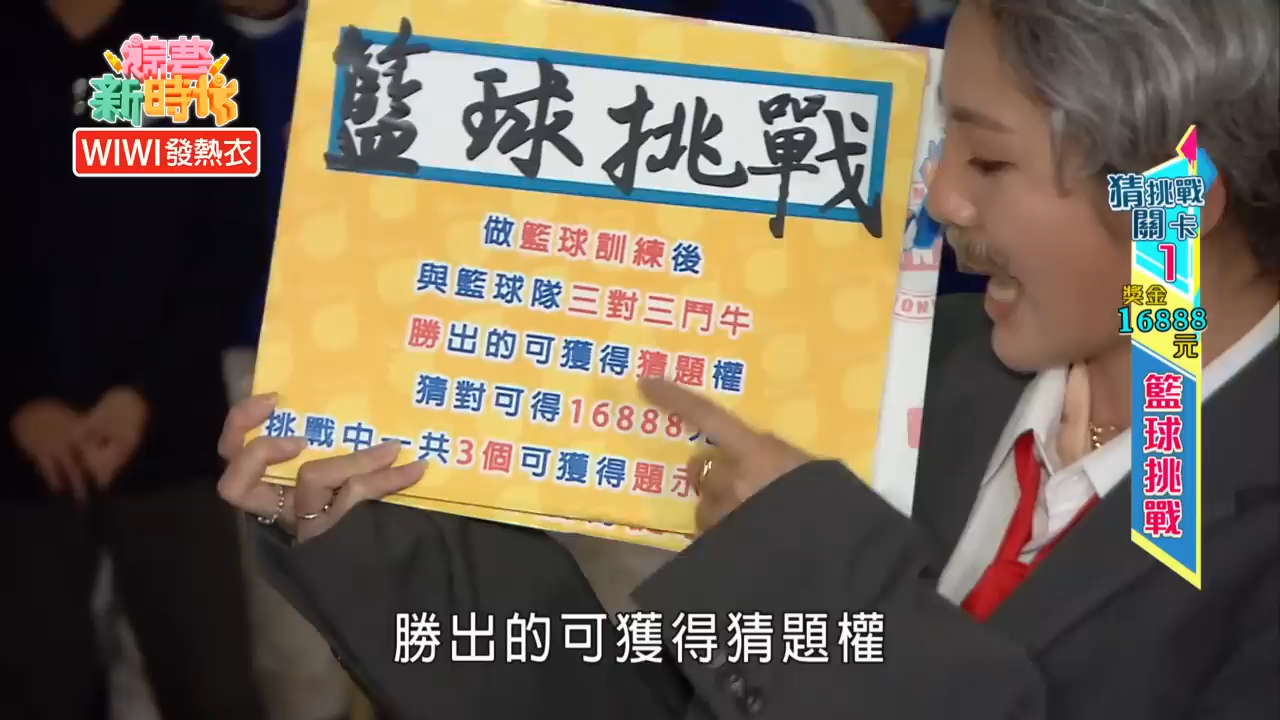 綜藝
新時代
WIWI發熱衣
籃球挑戰
做籃球訓練後
與籃球隊三對三鬥牛
勝出的可獲得猜題權
猜對可得16888元
挑戰中一共3個可獲得題示
猜挑戰
關卡
1
獎金
16888
元
籃球挑戰
勝出的可獲得猜題權